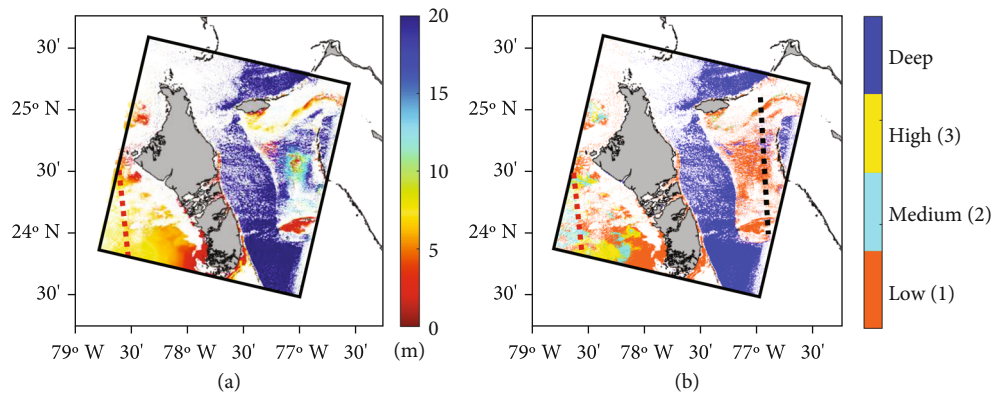 30′
25° N
30′
24° N
30′
79° W 30′ 78° W 30′ 77° W 30′
20
15
10
5
0
(m)
(a)
30′
25° N
30′
24° N
30′
79° W 30′ 78° W 30′ 77° W 30′
Deep
High (3)
Medium (2)
Low (1)
(b)